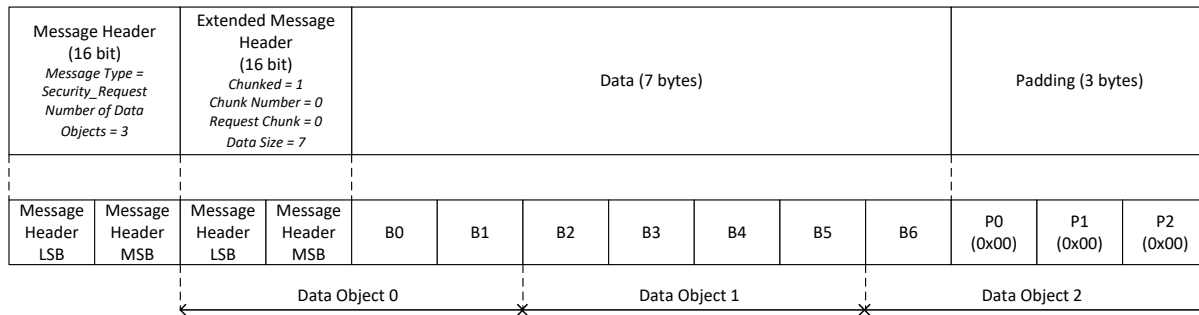 Message Header
(16 bit)
Message Type =
Security_Request
Number of Data
Objects = 3
Extended Message
Header
(16 bit)
Chunked = 1
Chunk Number = 0
Request Chunk = 0
Data Size = 7
Data (7 bytes)
Padding (3 bytes)
Message
Header
LSB
Message
Header
MSB
Message
Header
LSB
Message
Header
MSB
B0
B1
B2
B3
B4
B5
B6
P0
(0x00)
P1
(0x00)
P2
(0x00)
Data Object 0
Data Object 1
Data Object 2